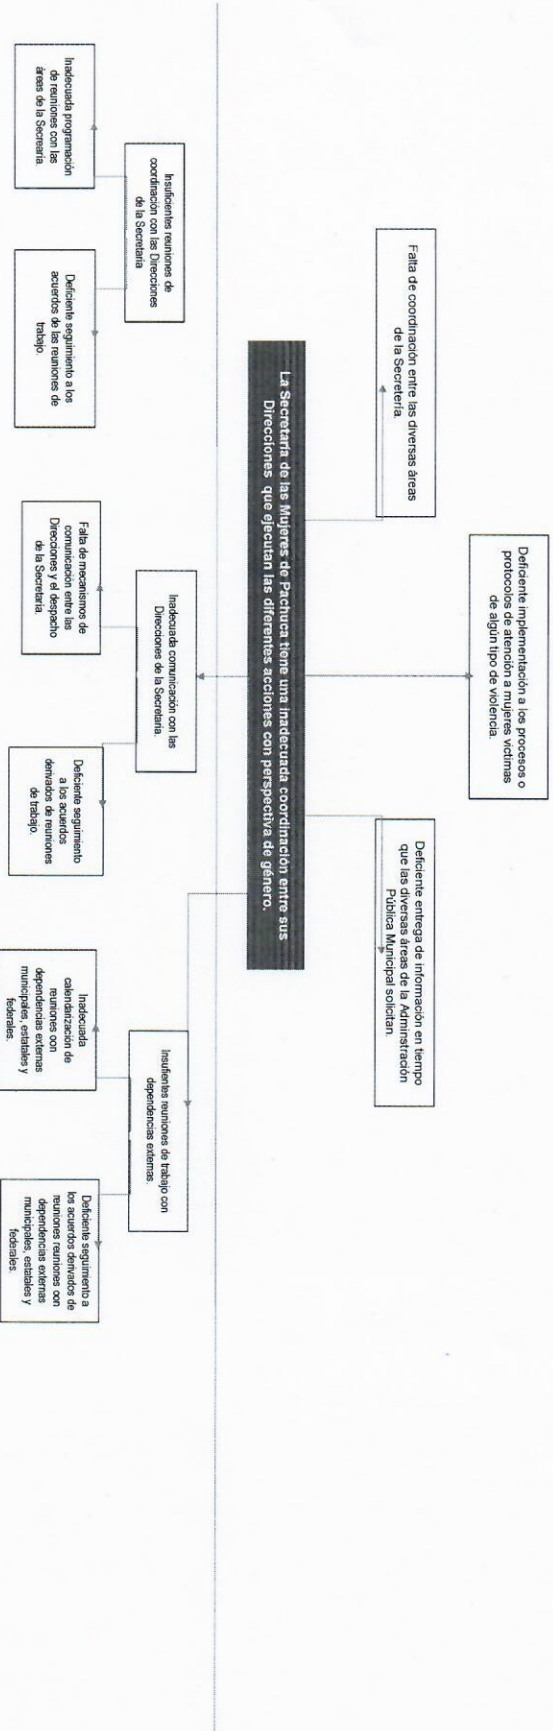 Deficiente implementación a los procesos o
protocolos de atención a mujeres victimas
de algún tipo de violencia.
Falta de coordinación entre las diversas áreas
de la Secretería.
Deficiente entrega de información en tiempo
que las diversas áreas de la Adminstración
Pública Municipal solicitan.
La Secretaría de las Mujeres de Pachuca tiene una inadecuada coordinación entre sus
Direcciones que ejecutan las diferentes acciones con perspectiva de género.
Insuficientes reuniones de
coordinación con las Direcciones
de la Secretaría
Inadecuada comunicación con las
Direcciones de la Secretaria.
Insufientes reuniones de trabajo con
dependencias externas.
Inadecuada programación
de reuniones con las
áreas de la Secrearia.
Deficiente seguimiento a los
acuerdos de las reuniones de
trabajo.
Falta de mecanismos de
comunicación entre las
Direcciones y el despacho
de la Secretaría.
Deficiente seguimiento
a los acuerdos
derivados de reuniones
de trabajo.
Inadecuada
calendarización de
reuniones con
dependencias externas
municipales, estatales y
federales.
Deficiente seguimiento a
los acuerdos derivados de
reuniones reuniones con
dependencias externas
municipales, estatales y
federales.